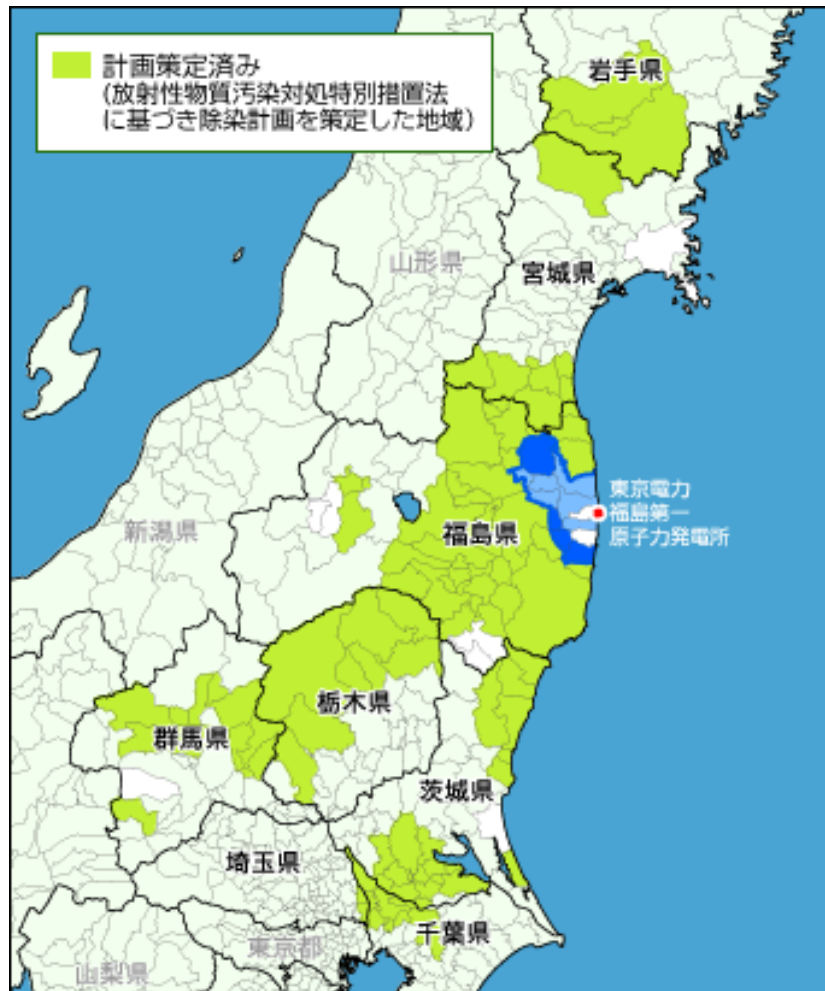 計画策定済み
(放射性物質汚染対処特別措置法
に基づき除染計画を策定した地域)
岩手県
山形県
宮城県
東京電力
福島第一
原子力発電所
新潟県
福島県
栃木県
群馬県
茨城県
埼玉県
千葉県
東京都
山梨県